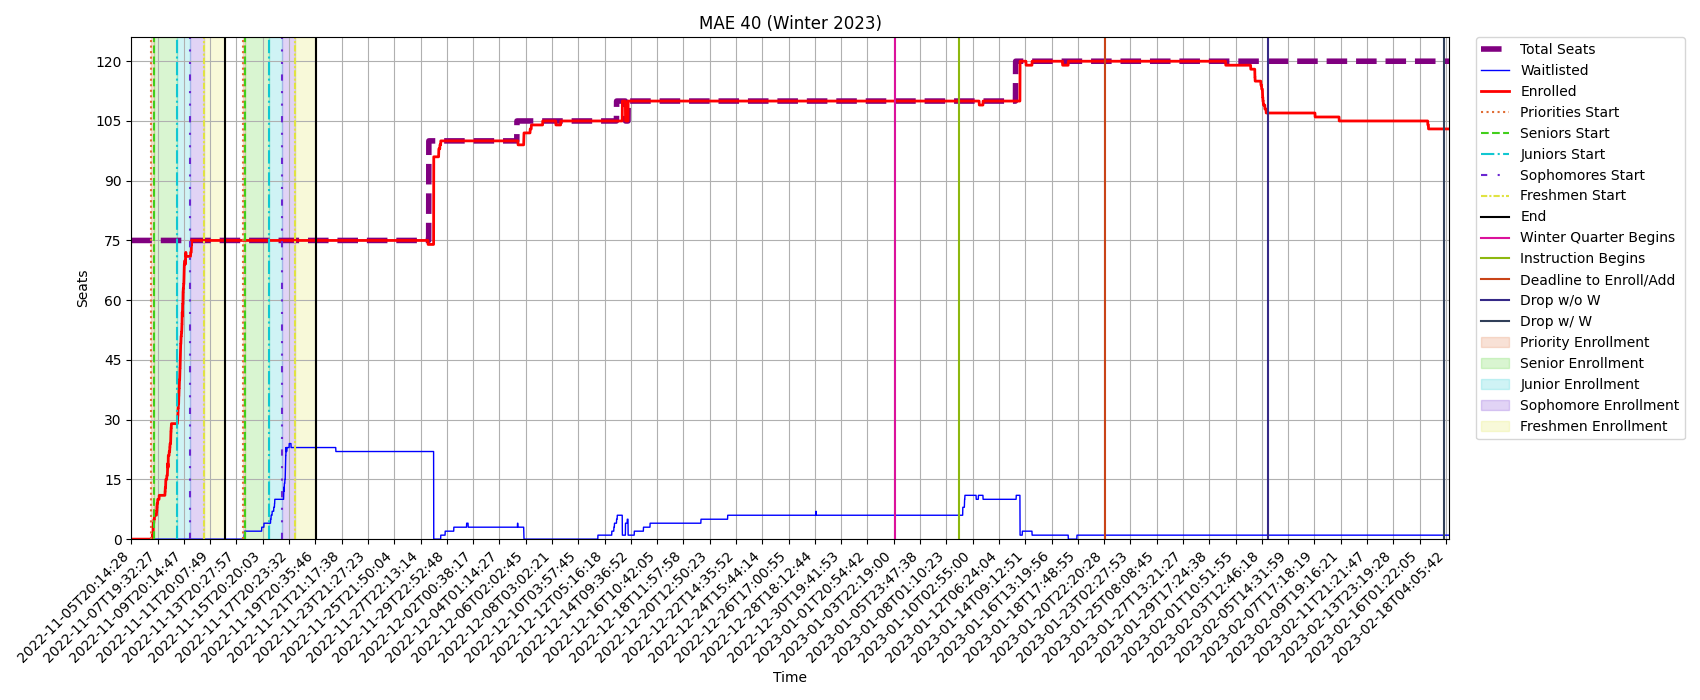 MAE 40 (Winter 2023)
Seats
120
105
90
75
60
45
30
15
0
2022-11-05T20:14:28
2022-11-07T19:32:27
2022-11-09T20:14:47
2022-11-11T20:07:49
2022-11-13T20:27:57
2022-11-15T20:20:03
2022-11-17T20:23:32
2022-11-19T20:35:46
2022-11-21T21:17:38
2022-11-23T21:27:23
2022-11-25T21:50:04
2022-11-27T22:13:14
2022-11-29T22:52:48
2022-12-02T00:38:17
2022-12-04T01:14:27
2022-12-06T02:02:45
2022-12-08T03:02:21
2022-12-10T03:57:45
2022-12-12T05:16:18
2022-12-14T09:36:52
2022-12-16T10:42:05
2022-12-18T11:57:58
2022-12-20T12:50:23
2022-12-22T14:35:52
2022-12-24T15:44:14
2022-12-26T17:00:55
2022-12-28T18:12:44
2022-12-30T19:41:53
2023-01-01T20:54:42
2023-01-03T22:19:00
2023-01-05T23:47:38
2023-01-08T01:10:23
2023-01-10T02:55:00
2023-01-12T06:24:04
2023-01-14T09:12:51
2023-01-16T13:19:56
2023-01-18T17:48:55
2023-01-20T22:20:28
2023-01-23T02:27:53
2023-01-25T08:08:45
2023-01-27T13:21:27
2023-01-29T17:24:38
2023-02-01T10:51:55
2023-02-03T12:46:18
2023-02-05T14:31:59
2023-02-07T17:18:19
2023-02-09T19:16:21
2023-02-11T21:21:47
2023-02-13T23:19:28
2023-02-16T01:22:05
2023-02-18T04:05:42
Time
Total Seats
Waitlisted
Enrolled
Priorities Start
Seniors Start
Juniors Start
Sophomores Start
Freshmen Start
End
Winter Quarter Begins
Instruction Begins
Deadline to Enroll/Add
Drop w/o W
Drop w/ W
Priority Enrollment
Senior Enrollment
Junior Enrollment
Sophomore Enrollment
Freshmen Enrollment